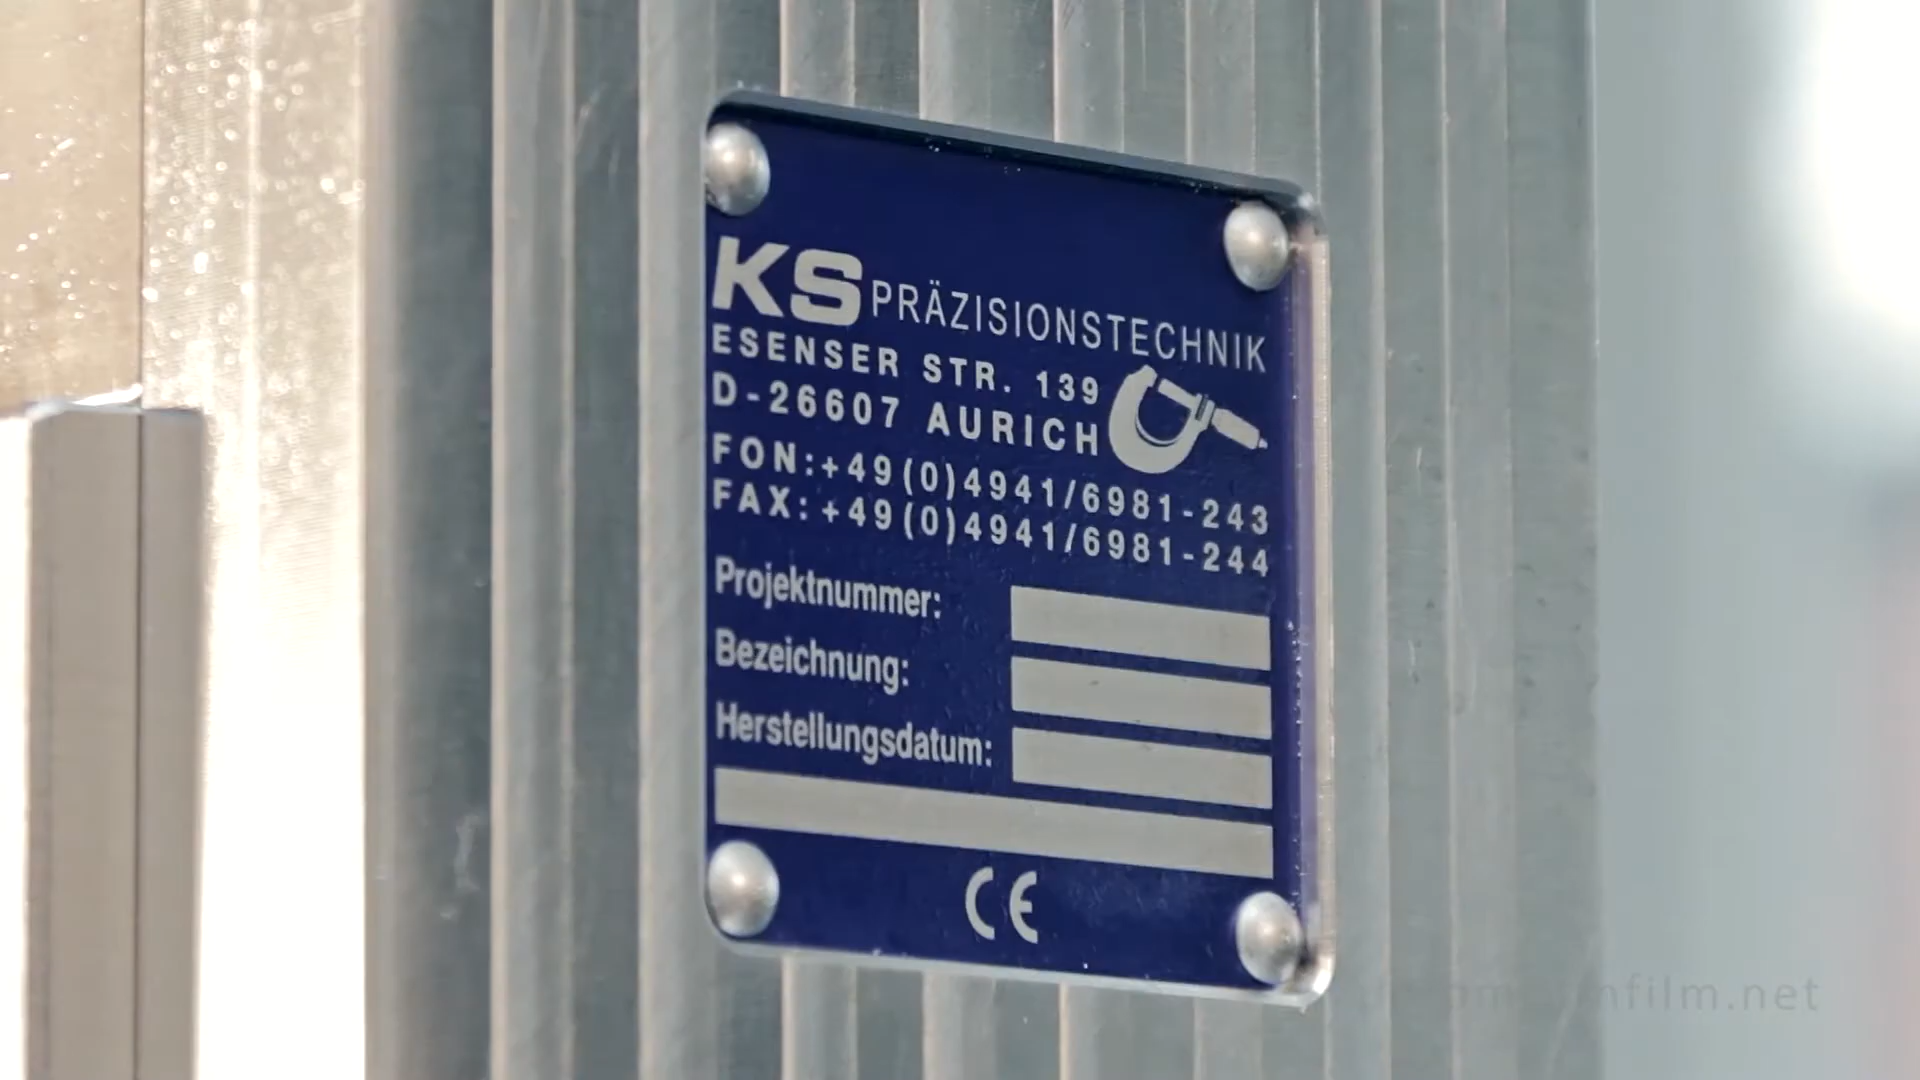 KS PRÄZISIONSTECHNIK
ESENSER STR. 139
D-26607 AURICH
FON:+49(0)4941/6981-243
FAX:+49(0)4941/6981-244
Projektnummer:
Bezeichnung:
Herstellungsdatum:
CE